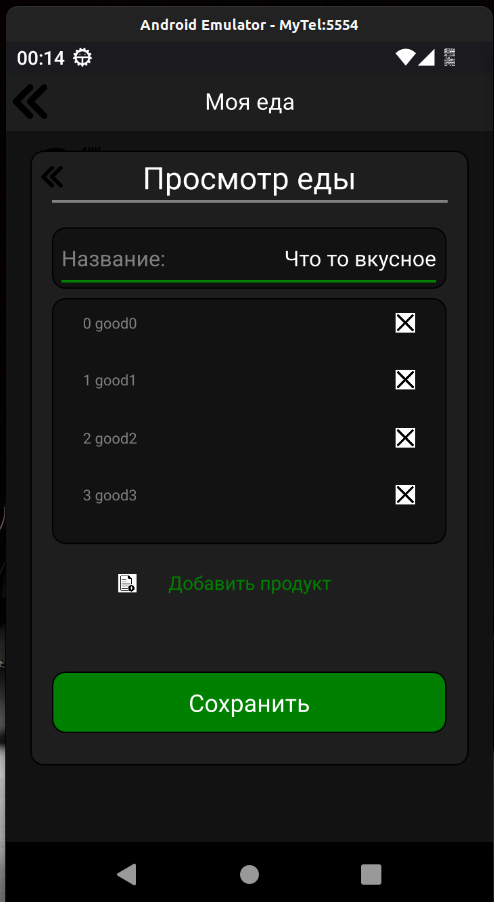 Android Emulator - MyTel:5554
00:14
Моя еда
Просмотр еды
Название: Что то вкусное
0 good0
1 good1
2 good2
3 good3
Добавить продукт
Сохранить